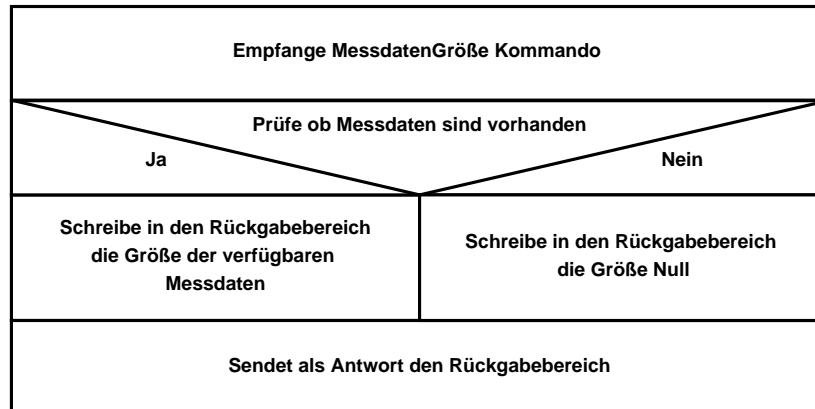 Empfange MessdatenGröße Kommando
Prüfe ob Messdaten sind vorhanden
Ja
Nein
Schreibe in den Rückgabebereich
die Größe der verfügbaren
Messdaten
Schreibe in den Rückgabebereich
die Größe Null
Sendet als Antwort den Rückgabebereich